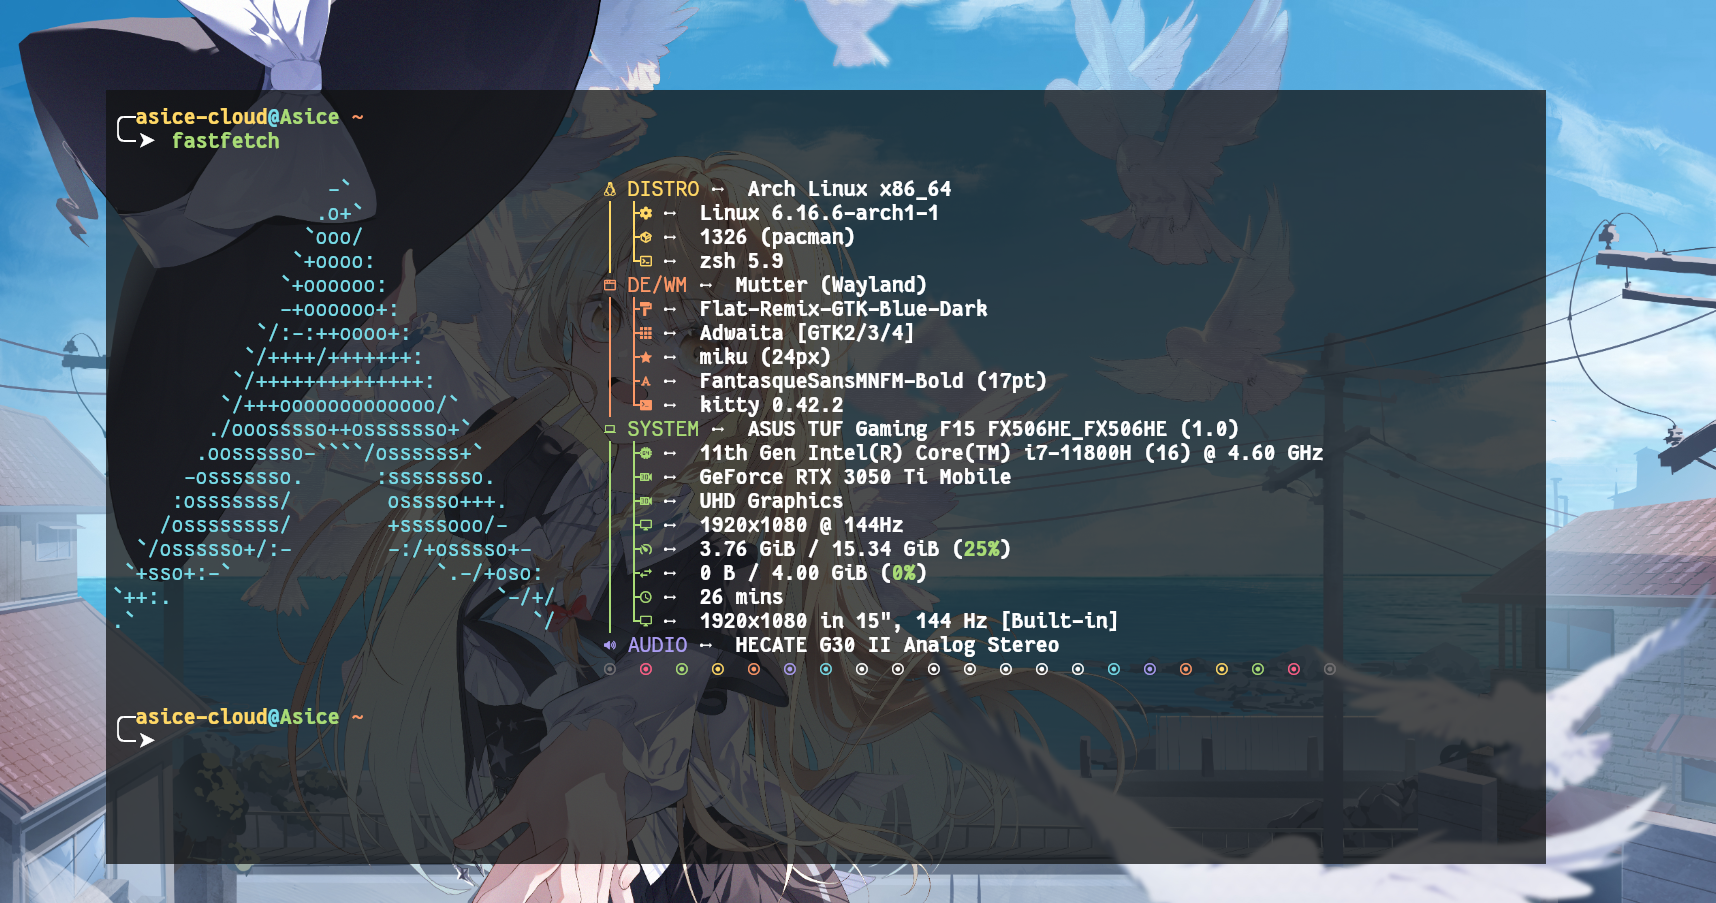 asice-cloud@Asice ~
fastfetch
-`
.o+`
`ooo/
`+oooo:
`+oooooo:
-+oooooo+:
`/:-:++oooo+:
`/++++/+++++++:
`/++++++++++++++:
`/+++ooooooooooooo/`
./ooosssso++osssssso+`
.oossssso-````/ossssss+`
-osssssso.      :ssssssso.
:osssssss/        osssso+++.
/ossssssss/        +ssssooo/-
`/ossssso+/:-        -:/+osssso+-
`+sso+:-`                 `.-/+oso:
`++:.                           `-/+/
.`                                 `/
DISTRO ↔ Arch Linux x86_64
↔ Linux 6.16.6-arch1-1
↔ 1326 (pacman)
↔ zsh 5.9
DE/WM ↔ Mutter (Wayland)
↔ Flat-Remix-GTK-Blue-Dark
↔ Adwaita [GTK2/3/4]
↔ miku (24px)
↔ FantasqueSansMNFM-Bold (17pt)
↔ kitty 0.42.2
SYSTEM ↔ ASUS TUF Gaming F15 FX506HE_FX506HE (1.0)
↔ 11th Gen Intel(R) Core(TM) i7-11800H (16) @ 4.60 GHz
↔ GeForce RTX 3050 Ti Mobile
↔ UHD Graphics
↔ 1920x1080 @ 144Hz
↔ 3.76 GiB / 15.34 GiB (25%)
↔ 0 B / 4.00 GiB (0%)
↔ 26 mins
↔ 1920x1080 in 15", 144 Hz [Built-in]
AUDIO ↔ HECATE G30 II Analog Stereo
asice-cloud@Asice ~